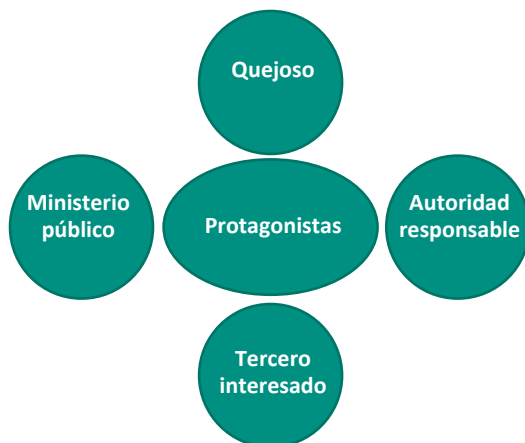 Quejoso
Ministerio
público
Protagonistas
Autoridad
responsable
Tercero
interesado